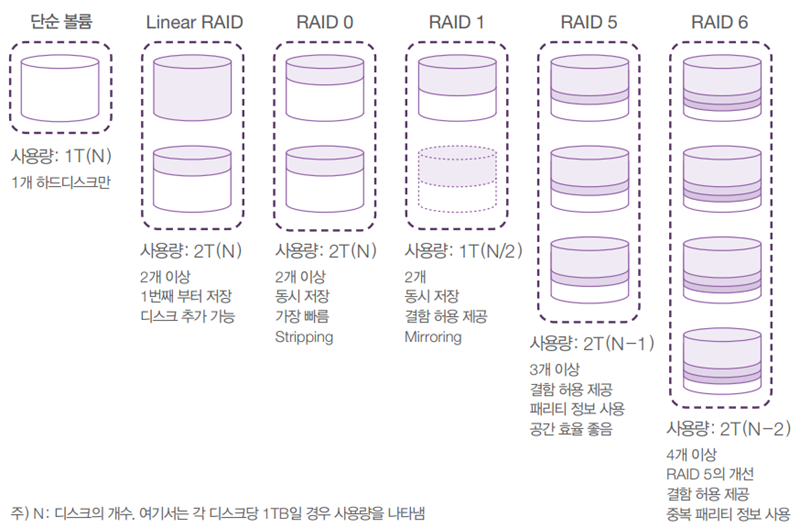 단순 볼륨
사용량: 1T(N)
1개 하드디스크만
Linear RAID
사용량: 2T(N)
2개 이상
1번째 부터 저장
디스크 추가 가능
RAID 0
사용량: 2T(N)
2개 이상
동시 저장
가장 빠름
Stripping
RAID 1
사용량: 1T(N/2)
2개
동시 저장
결함 허용 제공
Mirroring
RAID 5
사용량: 2T(N-1)
3개 이상
결함 허용 제공
패리티 정보 사용
공간 효율 좋음
RAID 6
사용량: 2T(N-2)
4개 이상
RAID 5의 개선
결함 허용 제공
중복 패리티 정보 사용
주) N: 디스크의 개수. 여기서는 각 디스크당 1TB일 경우 사용량을 나타냄